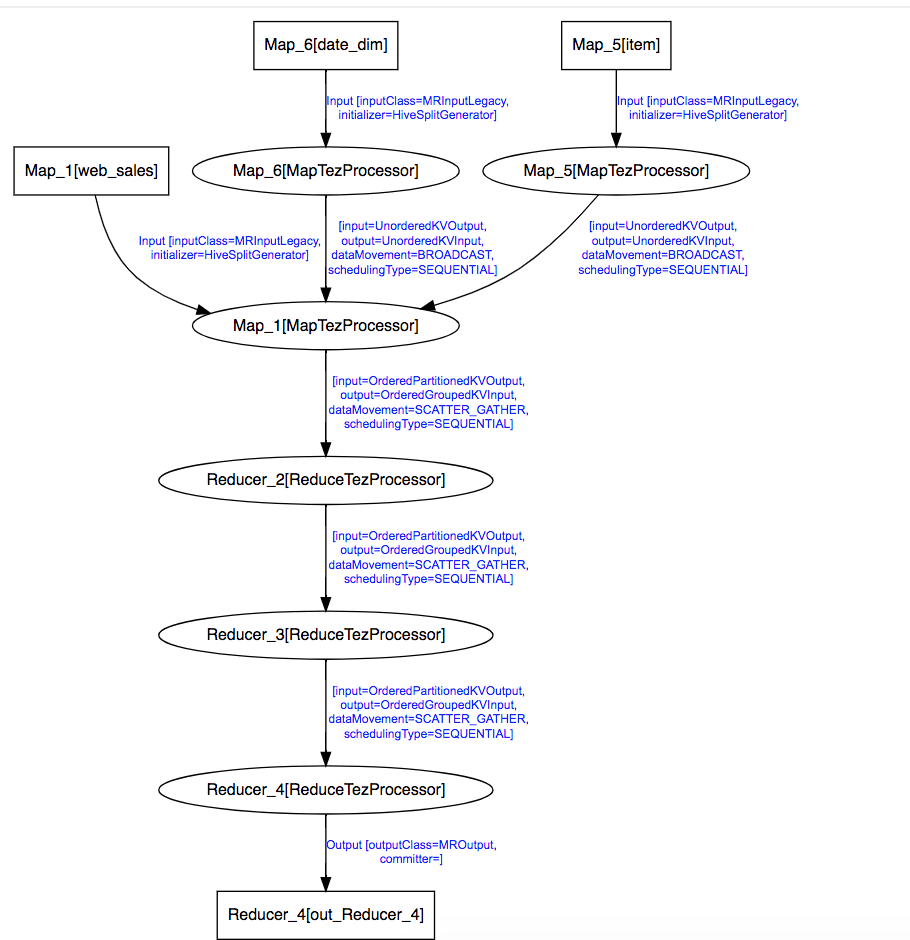 Map_6[date_dim]
Map_5[item]
Input [inputClass=MRInputLegacy,
initializer=HiveSplitGenerator]
Input [inputClass=MRInputLegacy,
initializer=HiveSplitGenerator]
Map_1[web_sales]
Map_6[MapTezProcessor]
Map_5[MapTezProcessor]
Input [inputClass=MRInputLegacy,
initializer=HiveSplitGenerator]
[input=UnorderedKVOutput,
output=UnorderedKVInput,
dataMovement=BROADCAST,
schedulingType=SEQUENTIAL]
[input=UnorderedKVOutput,
output=UnorderedKVInput,
dataMovement=BROADCAST,
schedulingType=SEQUENTIAL]
Map_1[MapTezProcessor]
[input=OrderedPartitionedKVOutput,
output=OrderedGroupedKVInput,
dataMovement=SCATTER_GATHER,
schedulingType=SEQUENTIAL]
Reducer_2[ReduceTezProcessor]
[input=OrderedPartitionedKVOutput,
output=OrderedGroupedKVInput,
dataMovement=SCATTER_GATHER,
schedulingType=SEQUENTIAL]
Reducer_3[ReduceTezProcessor]
[input=OrderedPartitionedKVOutput,
output=OrderedGroupedKVInput,
dataMovement=SCATTER_GATHER,
schedulingType=SEQUENTIAL]
Reducer_4[ReduceTezProcessor]
Output [outputClass=MROutput,
committer=]
Reducer_4[out_Reducer_4]